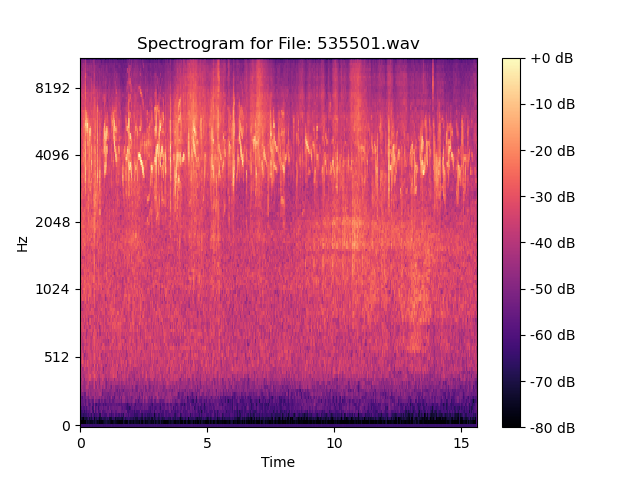 Spectrogram for File: 535501.wav
8192
4096
2048
1024
512
0
Hz
0
5
10
15
Time
+0 dB
-10 dB
-20 dB
-30 dB
-40 dB
-50 dB
-60 dB
-70 dB
-80 dB